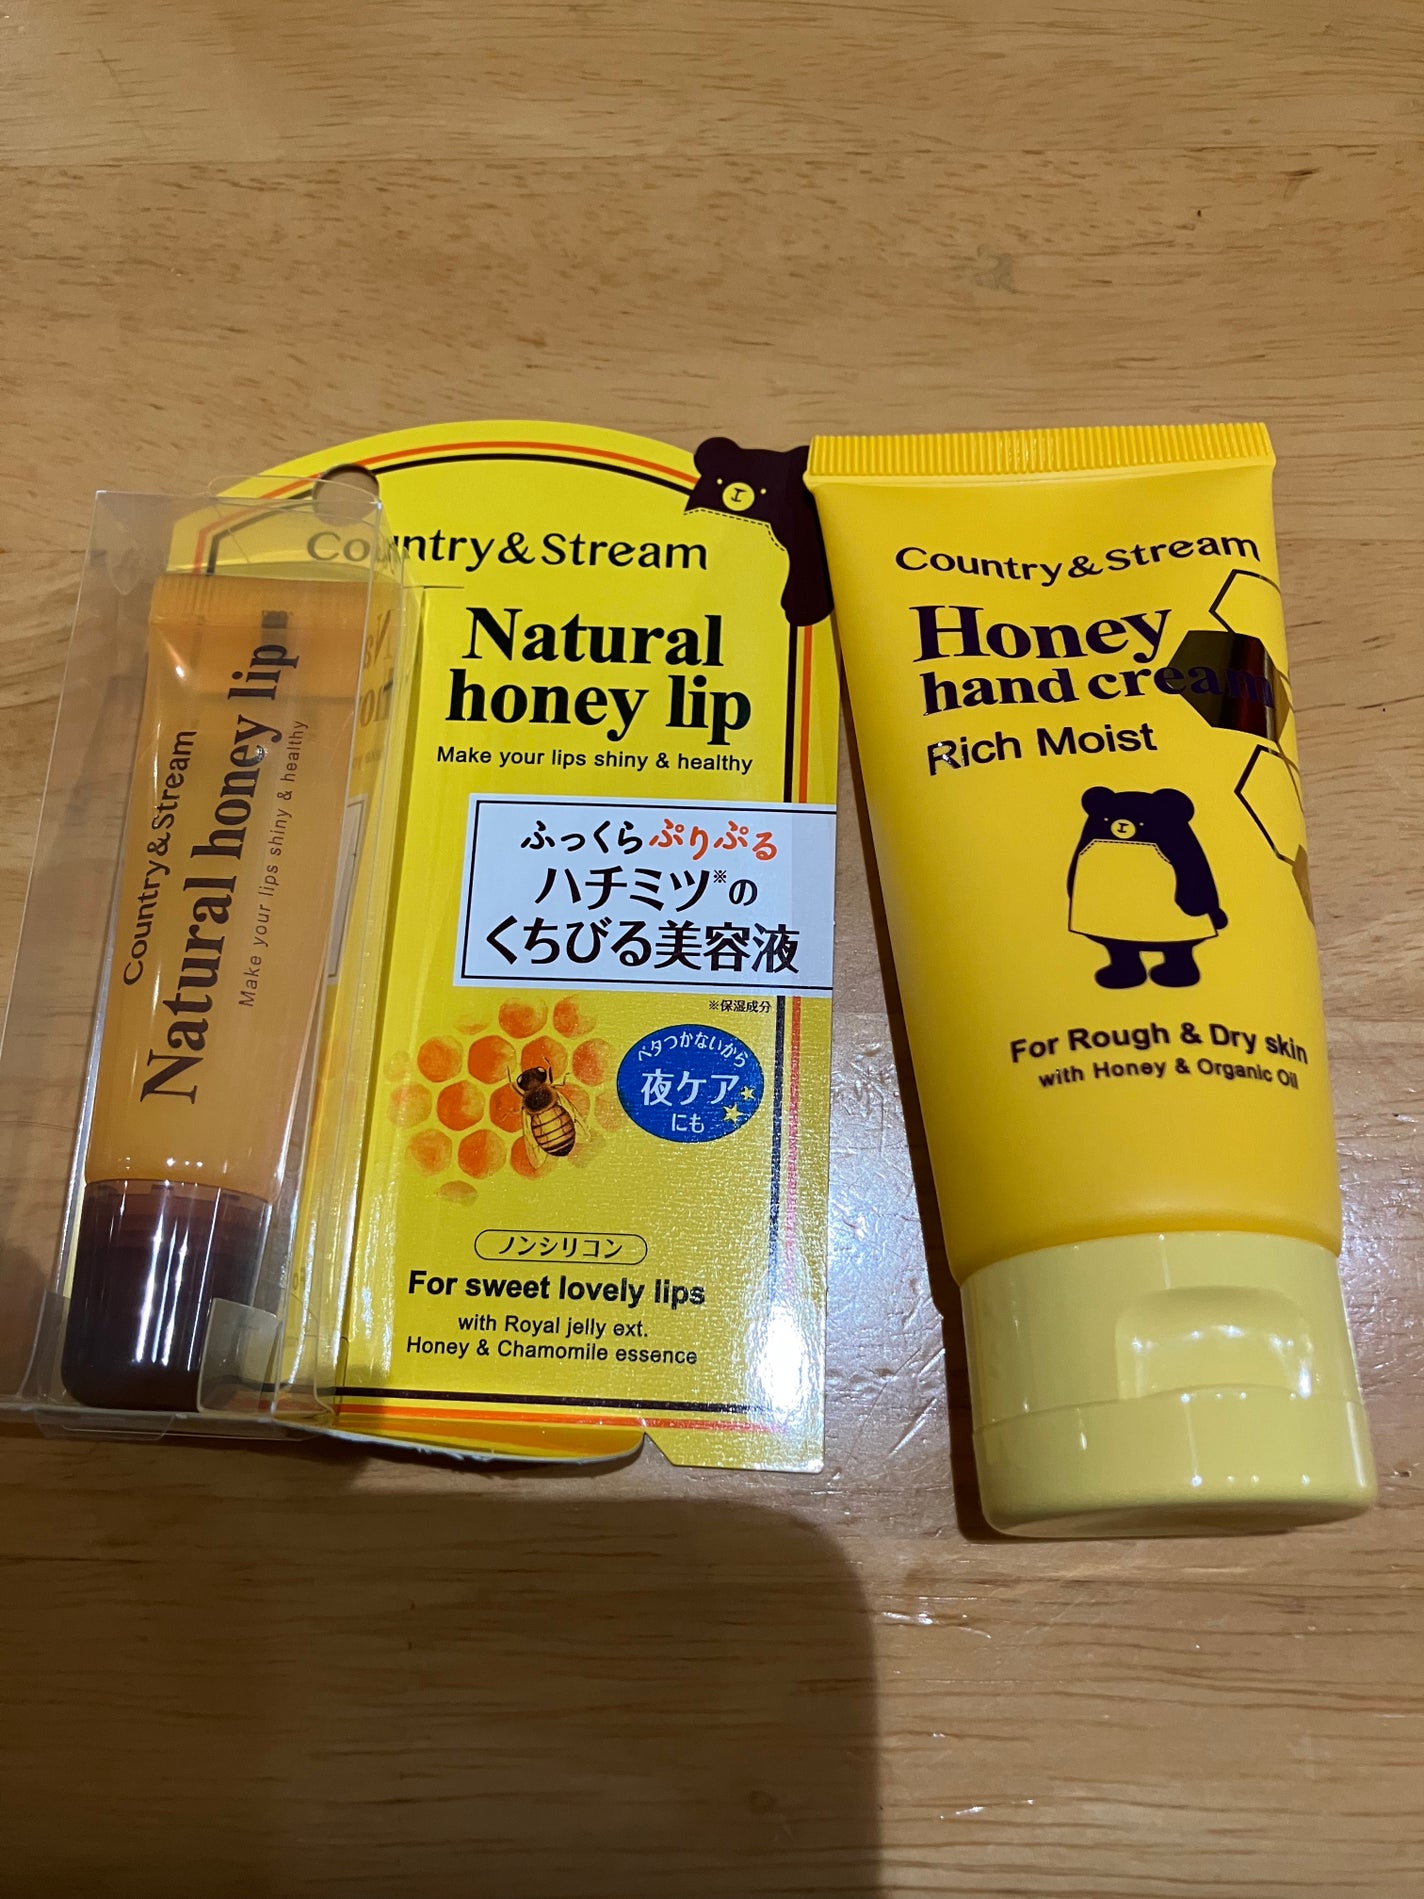 Country&Stream
Natural honey lip
Make your lips shiny & healthy
Country&Stream
Natural
honey lip
Make your lips shiny & healthy
ふっくらぷりぷる
ハチミツ※の
くちびる美容液
※保湿成分
ベタつかないから
夜ケア
にも
ノンシリコン
For sweet lovely lips
with Royal jelly ext.
Honey & Chamomile essence
Country&Stream
Honey
hand cream
Rich Moist
For Rough & Dry skin
with Honey & Organic Oil